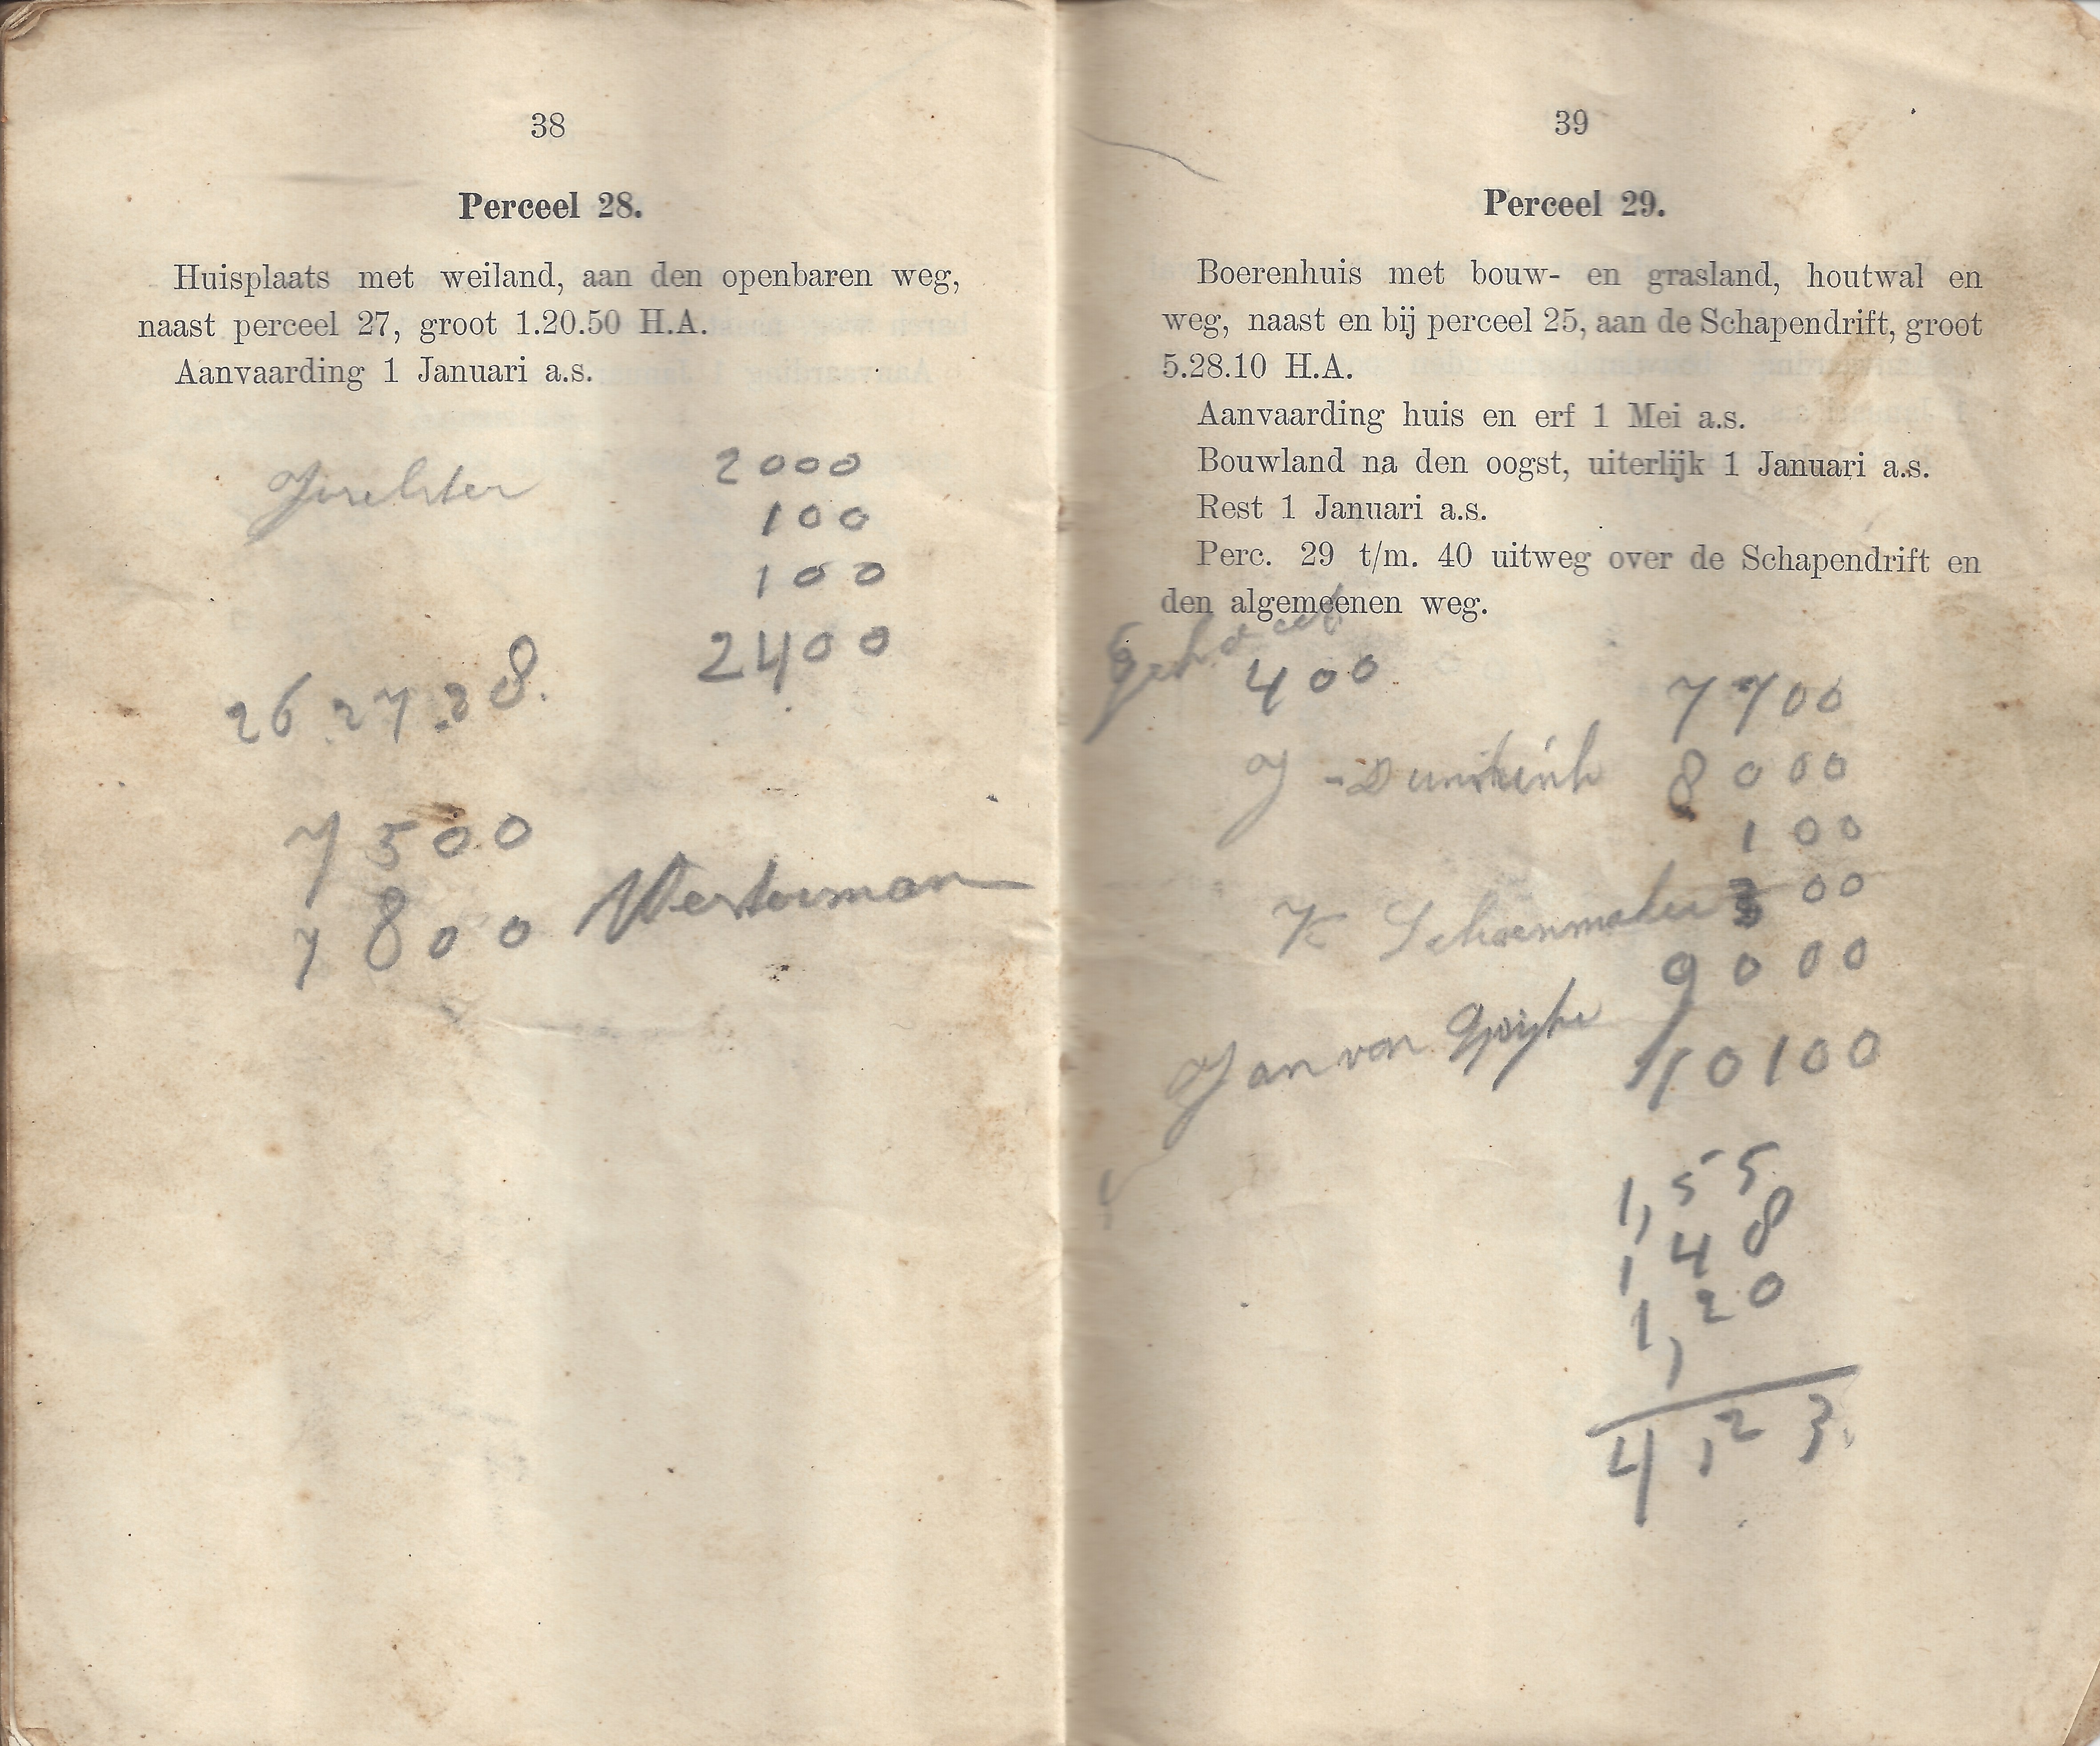 38
Perceel 28.
Huisplaats met weiland, aan den openbaren weg,
naast perceel 27, groot 1.20.50 H.A.
Aanvaarding 1 Januari a.s.
2000
100
100
2400
26.27.28.
7500
7800 Westerman
39
Perceel 29.
Boerenhuis met bouw- en grasland, houtwal en
weg, naast en bij perceel 25, aan de Schapendrift, groot
5.28.10 H.A.
Aanvaarding huis en erf 1 Mei a.s.
Bouwland na den oogst, uiterlijk 1 Januari a.s.
Rest 1 Januari a.s.
Perc. 29 t/m. 40 uitweg over de Schapendrift en
den algemeenen weg.
400 7700
J 8000
100
K Schoenmaker 00
9000
Jan van 10100
1,55
1 48
1,20
4,23.